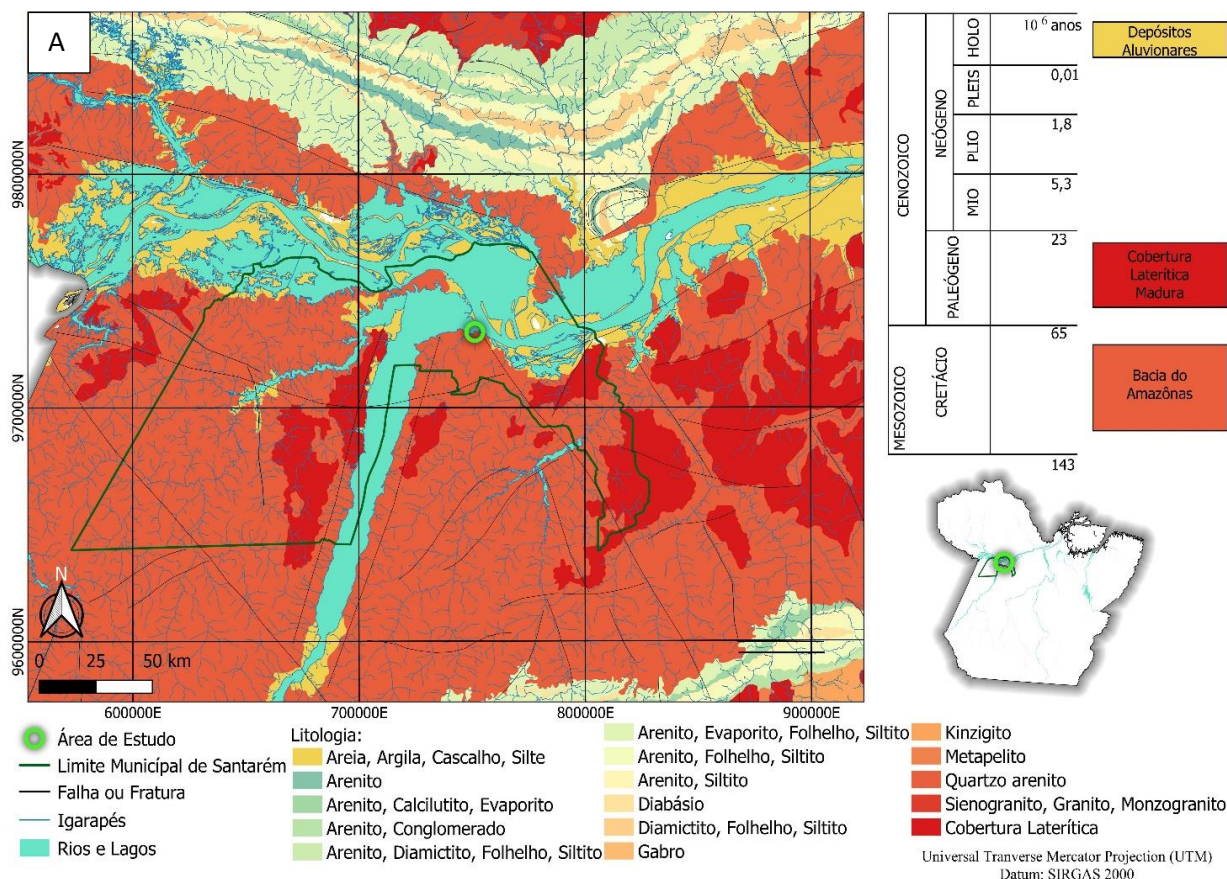 A
N
0 25 50 km
9800000N
9700000N
9600000N
600000E
700000E
800000E
900000E
CENOZOICO
MESOZOICO
NEÓGENO
PALEÓGENO
CRETÁCIO
HOLO
PLEIS
PLIO
MIO
10 6 anos
0,01
1,8
5,3
23
65
143
Depósitos
Aluvionares
Cobertura
Laterítica
Madura
Bacia do
Amazônas
Área de Estudo
Limite Municípal de Santarém
Falha ou Fratura
Igarapés
Rios e Lagos
Litologia:
Areia, Argila, Cascalho, Silte
Arenito
Arenito, Calcilutito, Evaporito
Arenito, Conglomerado
Arenito, Diamictito, Folhelho, Siltito
Arenito, Evaporito, Folhelho, Siltito
Arenito, Folhelho, Siltito
Arenito, Siltito
Diabásio
Diamictito, Folhelho, Siltito
Gabro
Kinzigito
Metapelito
Quartzo arenito
Sienogranito, Granito, Monzogranito
Cobertura Laterítica
Universal Tranverse Mercator Projection (UTM)
Datum: SIRGAS 2000